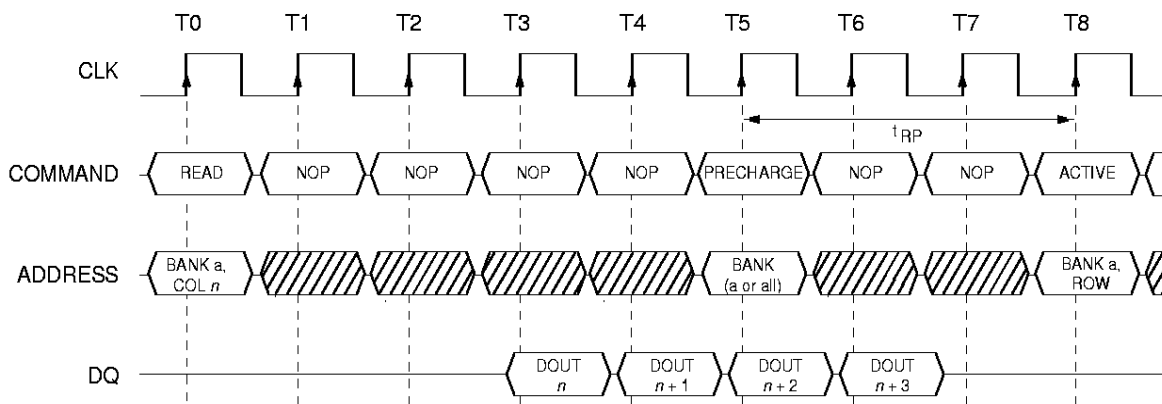 T0 T1 T2 T3 T4 T5 T6 T7 T8
CLK
tRP
COMMAND READ NOP NOP NOP NOP PRECHARGE NOP NOP ACTIVE
ADDRESS BANK a, COL n BANK (a or all) BANK a, ROW
DQ DOUT n DOUT n + 1 DOUT n + 2 DOUT n + 3